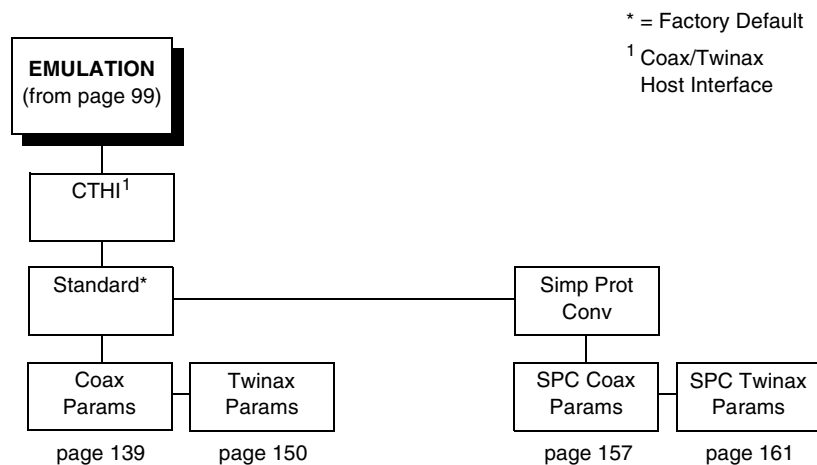 * = Factory Default
1 Coax/Twinax
Host Interface
EMULATION
(from page 99)
CTHI1
Standard*
Simp Prot
Conv
Coax
Params
Twinax
Params
SPC Coax
Params
SPC Twinax
Params
page 139
page 150
page 157
page 161